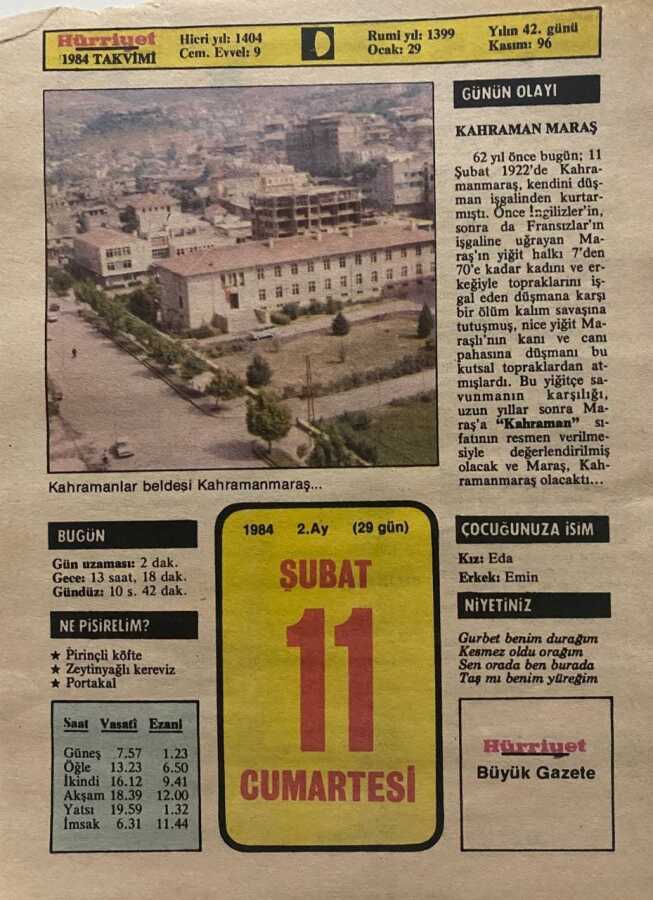 Hürriyet
1984 TAKVİMİ
Hicri yıl: 1404
Cem. Evvel: 9
Rumi yıl: 1399
Ocak: 29
Yılın 42. günü
Kasım: 96
GÜNÜN OLAYI
KAHRAMAN MARAŞ
62 yıl önce bugün; 11
Şubat 1922'de Kahra-
manmaraş, kendini düş-
man işgalinden kurtar-
mıştı. Önce İngilizler'in,
sonra da Fransızlar'ın
işgaline uğrayan Ma-
raş'ın yiğit halkı 7'den
70'e kadar kadını ve er-
keğiyle topraklarını iş-
gal eden düşmana karşı
bir ölüm kalım savaşına
tutuşmuş, nice yiğit Ma-
raşlı'nın kanı ve canı
pahasına düşmanı bu
kutsal topraklardan at-
mışlardı. Bu yiğitçe sa-
vunmanın karşılığı,
uzun yıllar sonra Ma-
raş'a "Kahraman" sı-
fatının resmen verilme-
siyle değerlendirilmiş
olacak ve Maraş, Kah-
ramanmaraş olacaktı...
Kahramanlar beldesi Kahramanmaraş...
BUGÜN
Gün uzaması: 2 dak.
Gece: 13 saat, 18 dak.
Gündüz: 10 s. 42 dak.
NE PİŞİRELİM?
★ Pirinçli köfte
★ Zeytinyağlı kereviz
★ Portakal
Saat Vasatî Ezanî
Güneş 7.57 1.23
Öğle 13.23 6.50
İkindi 16.12 9.41
Akşam 18.39 12.00
Yatsı 19.59 1.32
İmsak 6.31 11.44
1984 2.Ay (29 gün)
ŞUBAT
11
CUMARTESİ
ÇOCUĞUNUZA İSİM
Kız: Eda
Erkek: Emin
NİYETİNİZ
Gurbet benim durağım
Kesmez oldu orağım
Sen orada ben burada
Taş mı benim yüreğim
Hürriyet
Büyük Gazete